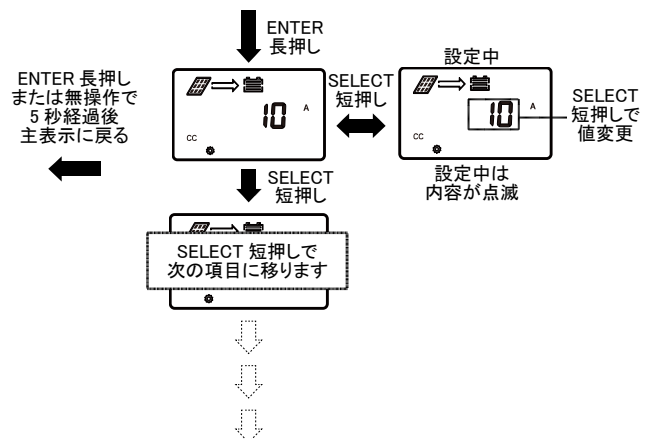 ENTER
長押し
設定中
ENTER 長押し
または無操作で
5 秒経過後
主表示に戻る
10 A
CC
SELECT
短押し
10 A
CC
SELECT
短押しで
値変更
設定中は
内容が点滅
SELECT
短押し
SELECT 短押しで
次の項目に移ります